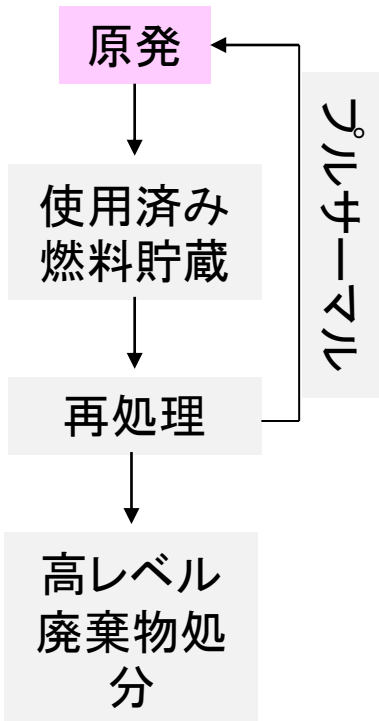 原発
プルサーマル
使用済み
燃料貯蔵
再処理
高レベル
廃棄物処
分